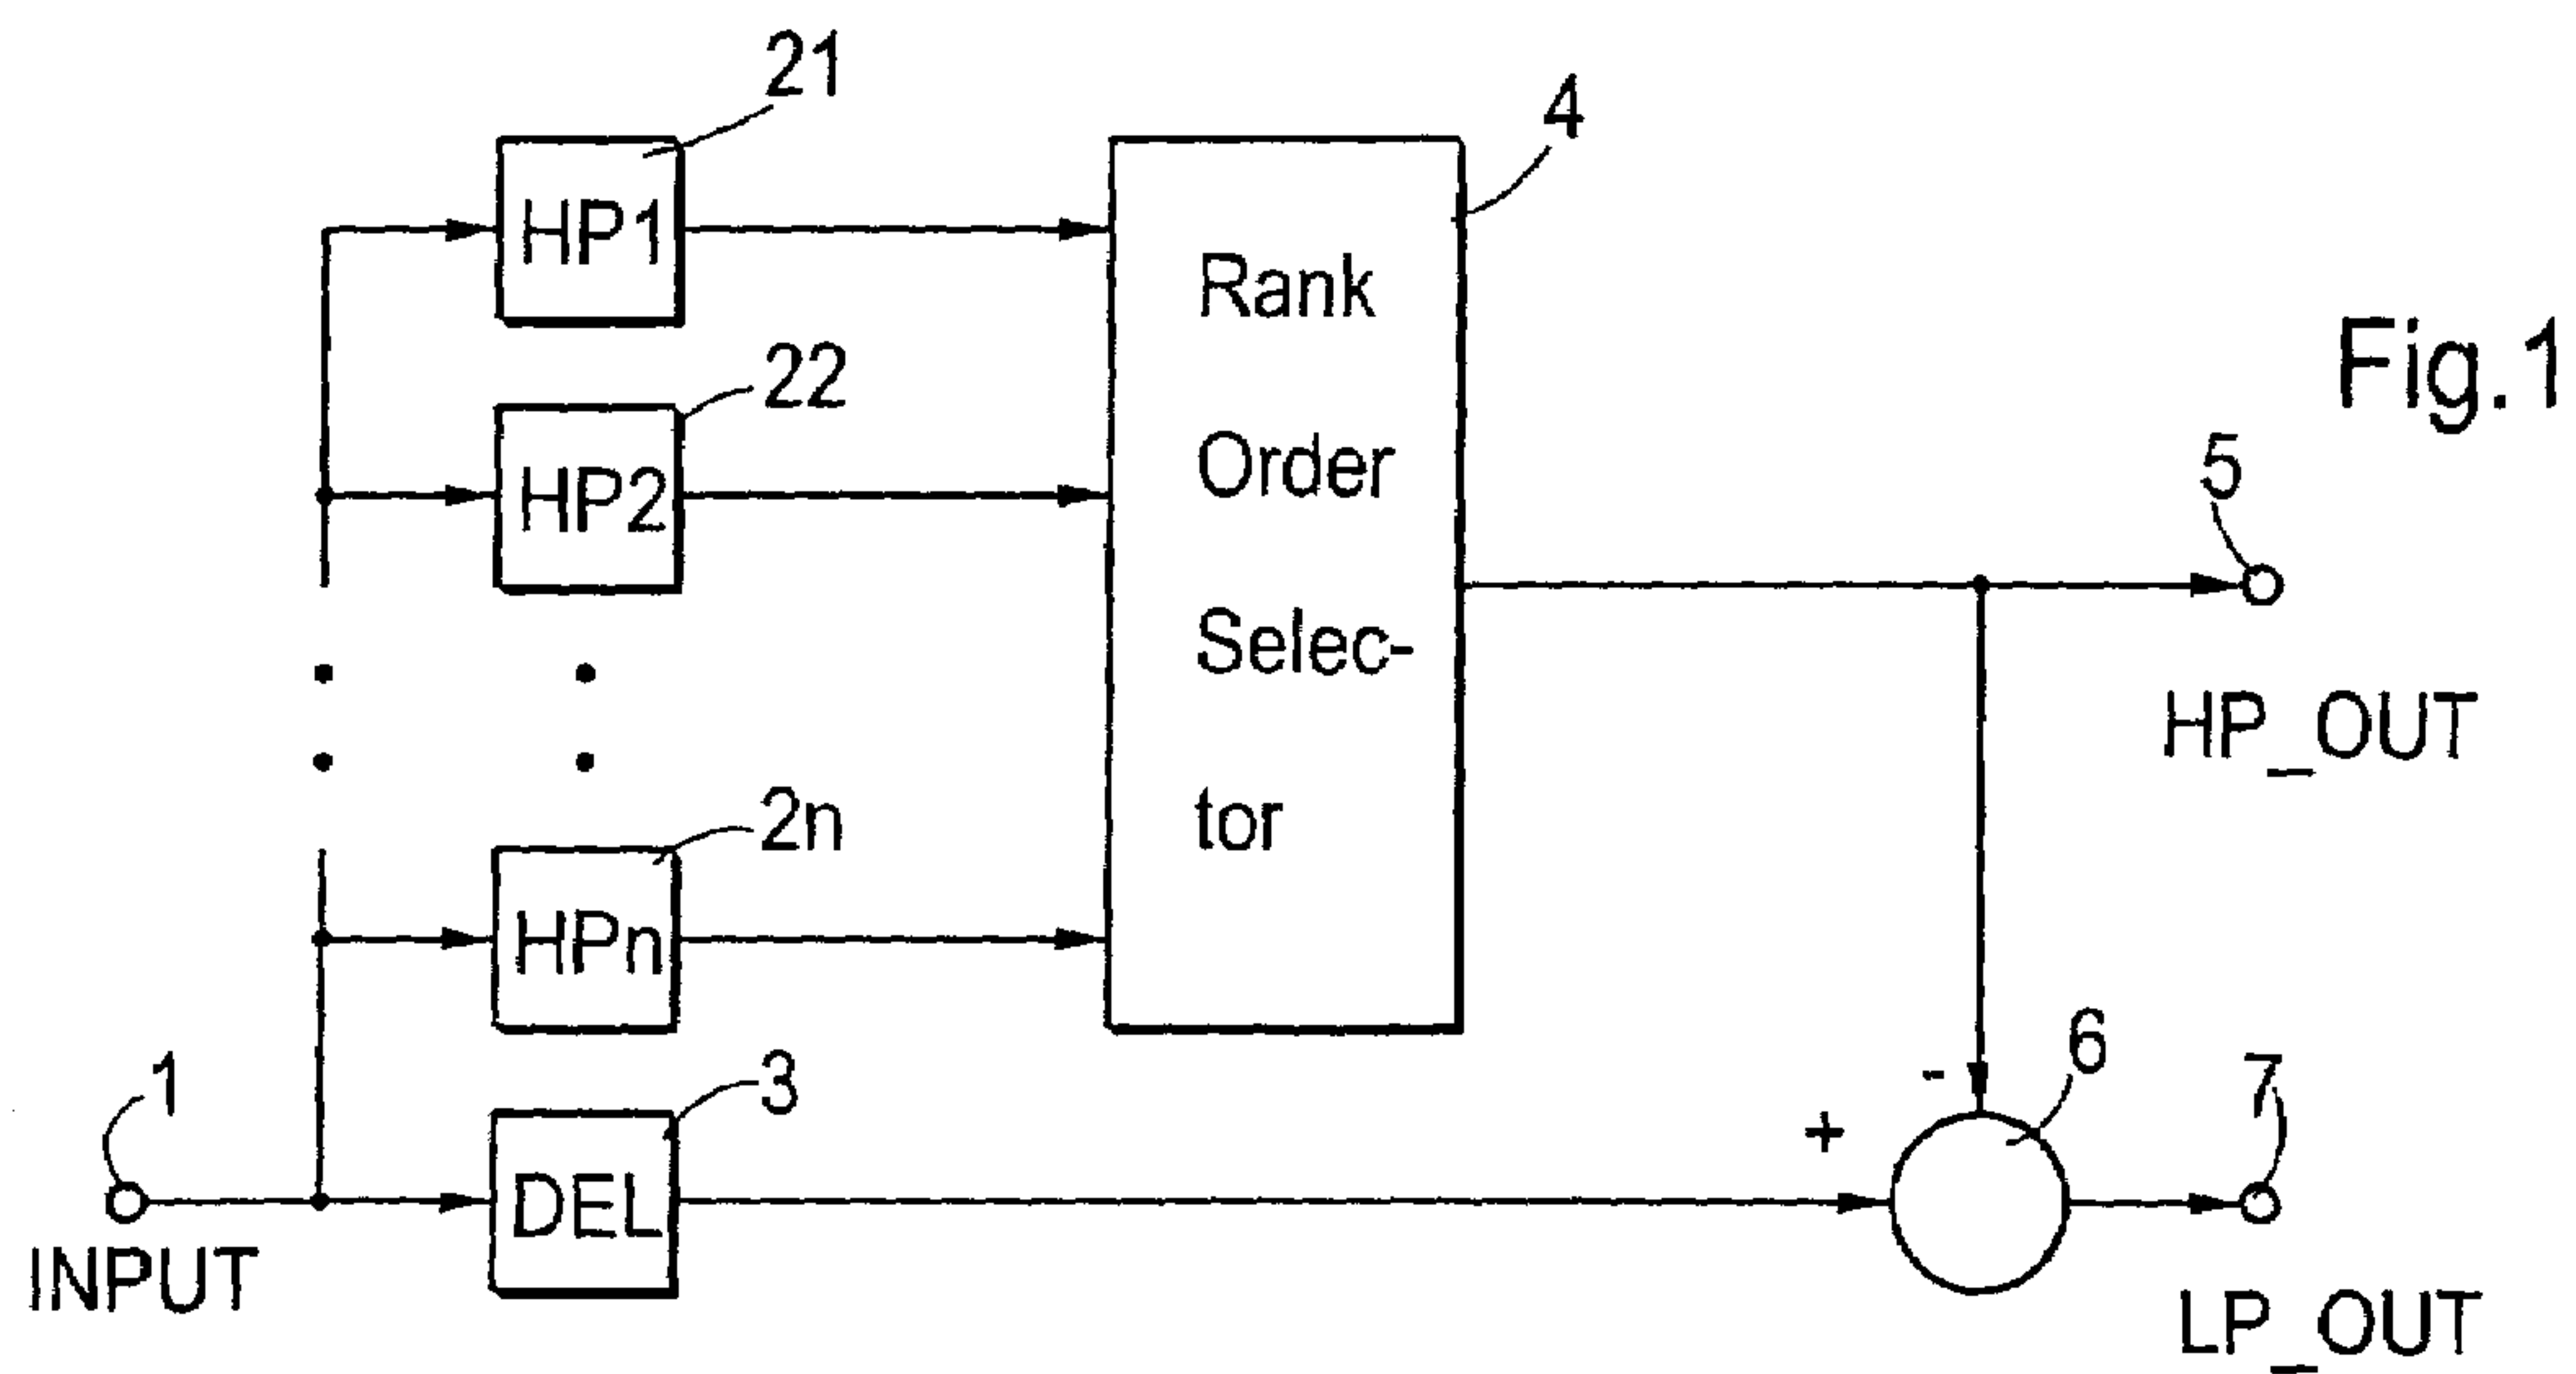 21
HP1
22
HP2
2n
HPn
3
DEL
1
INPUT
4
Rank
Order
Selec-
tor
Fig.1
5
HP_OUT
-
+
6
7
LP_OUT